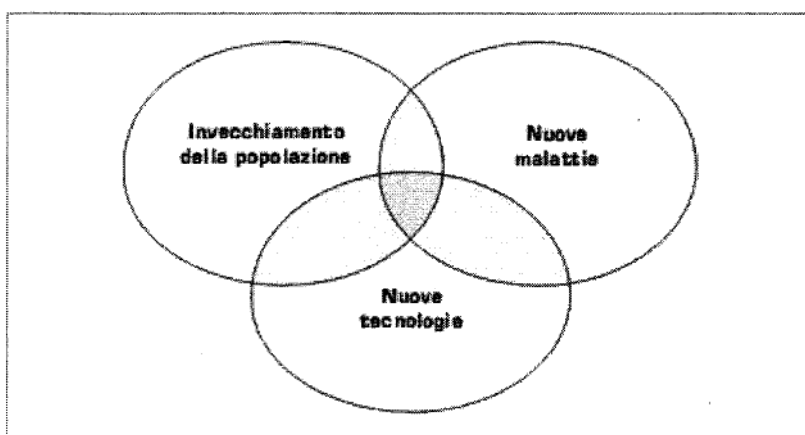 Invecchiamento
della popolazione
Nuove
malattie
Nuove
tecnologie